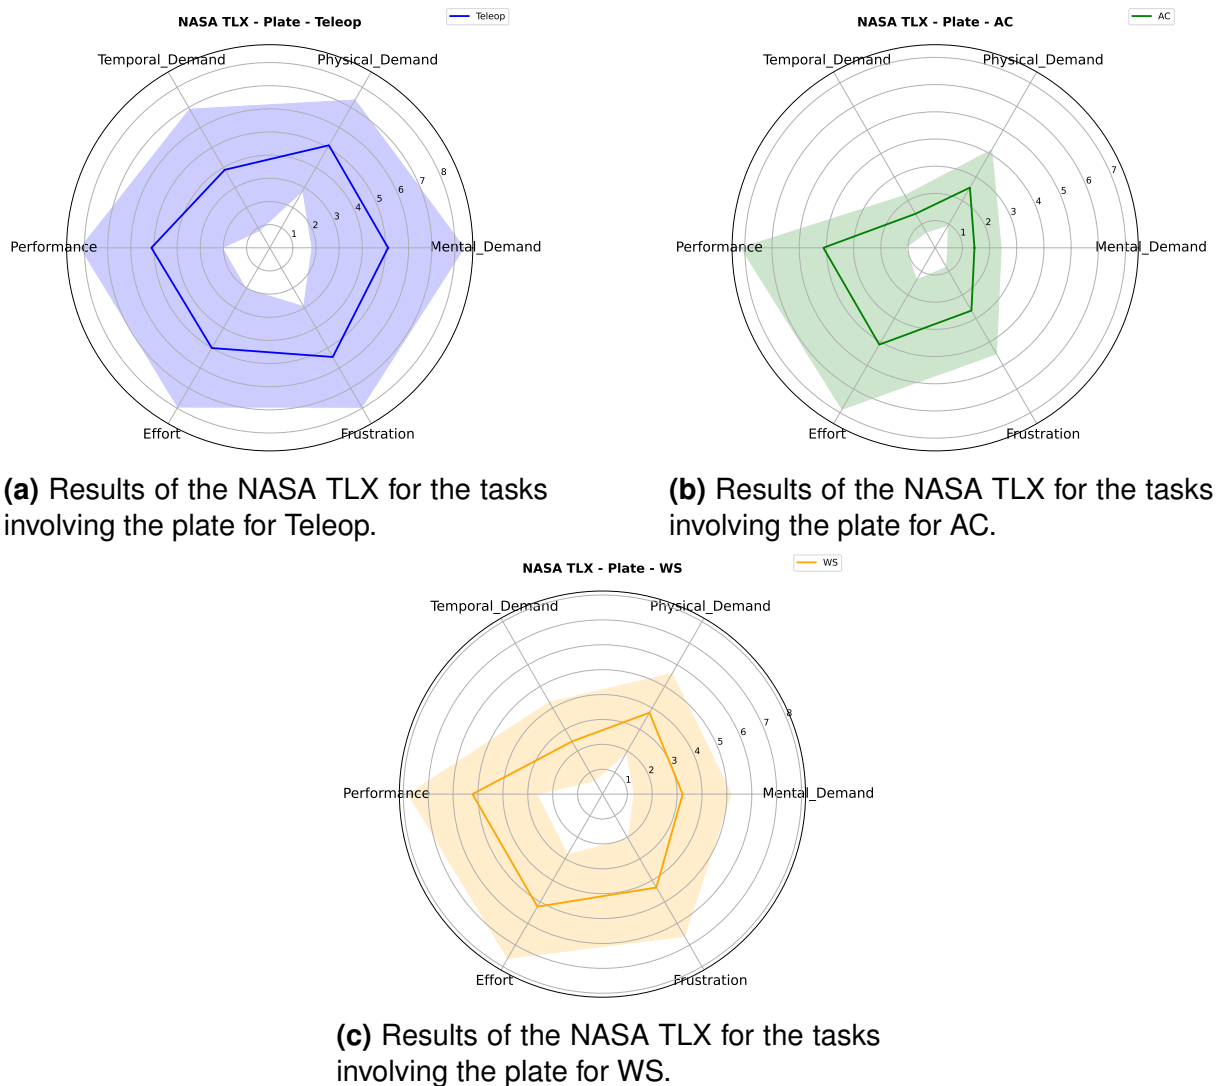 NASA TLX - Plate - Teleop
Teleop
Temporal_Demand
Physical_Demand
Performance
Mental_Demand
Effort
Frustration
1
2
3
4
5
6
7
8
(a) Results of the NASA TLX for the tasks
involving the plate for Teleop.
NASA TLX - Plate - AC
AC
Temporal_Demand
Physical_Demand
Performance
Mental_Demand
Effort
Frustration
1
2
3
4
5
6
7
(b) Results of the NASA TLX for the tasks
involving the plate for AC.
NASA TLX - Plate - WS
WS
Temporal_Demand
Physical_Demand
Performance
Mental_Demand
Effort
Frustration
1
2
3
4
5
6
7
8
(c) Results of the NASA TLX for the tasks
involving the plate for WS.